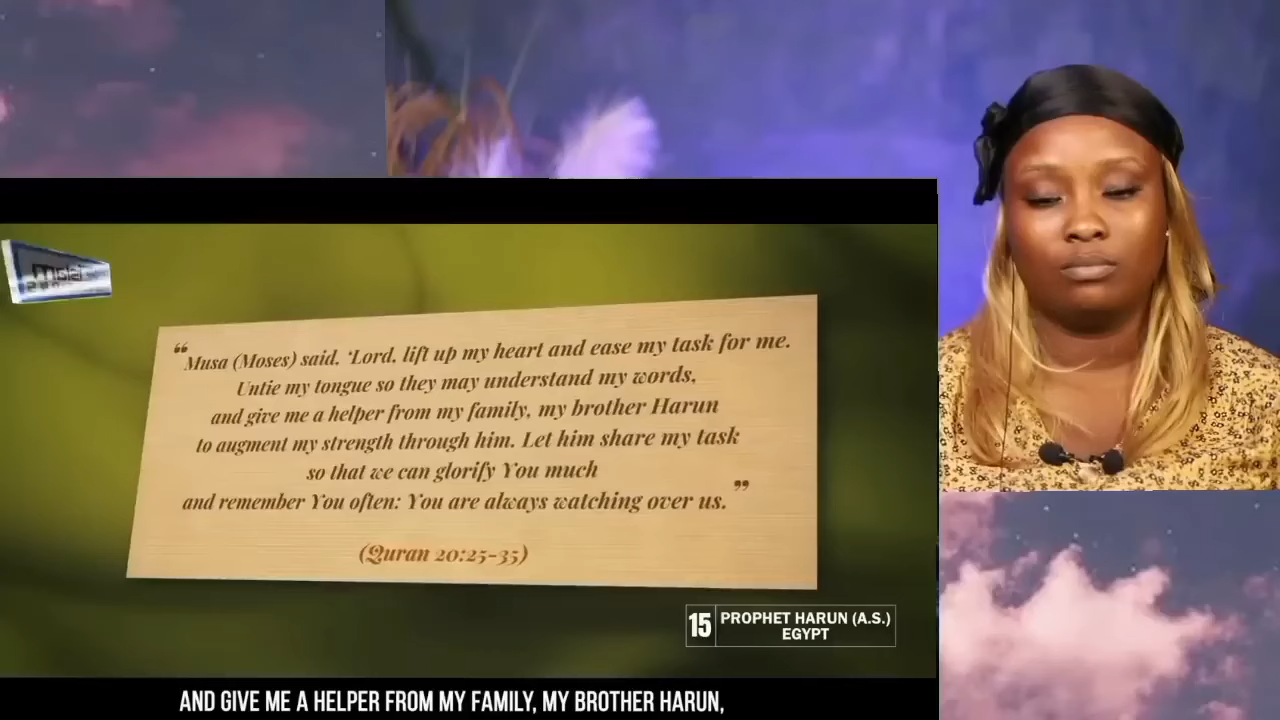 “Musa (Moses) said, ‘Lord, lift up my heart and ease my task for me.
Untie my tongue so they may understand my words,
and give me a helper from my family, my brother Harun
to augment my strength through him. Let him share my task
so that we can glorify You much
and remember You often: You are always watching over us.”
(Quran 20:25-35)
15
PROPHET HARUN (A.S.)
EGYPT
AND GIVE ME A HELPER FROM MY FAMILY, MY BROTHER HARUN,